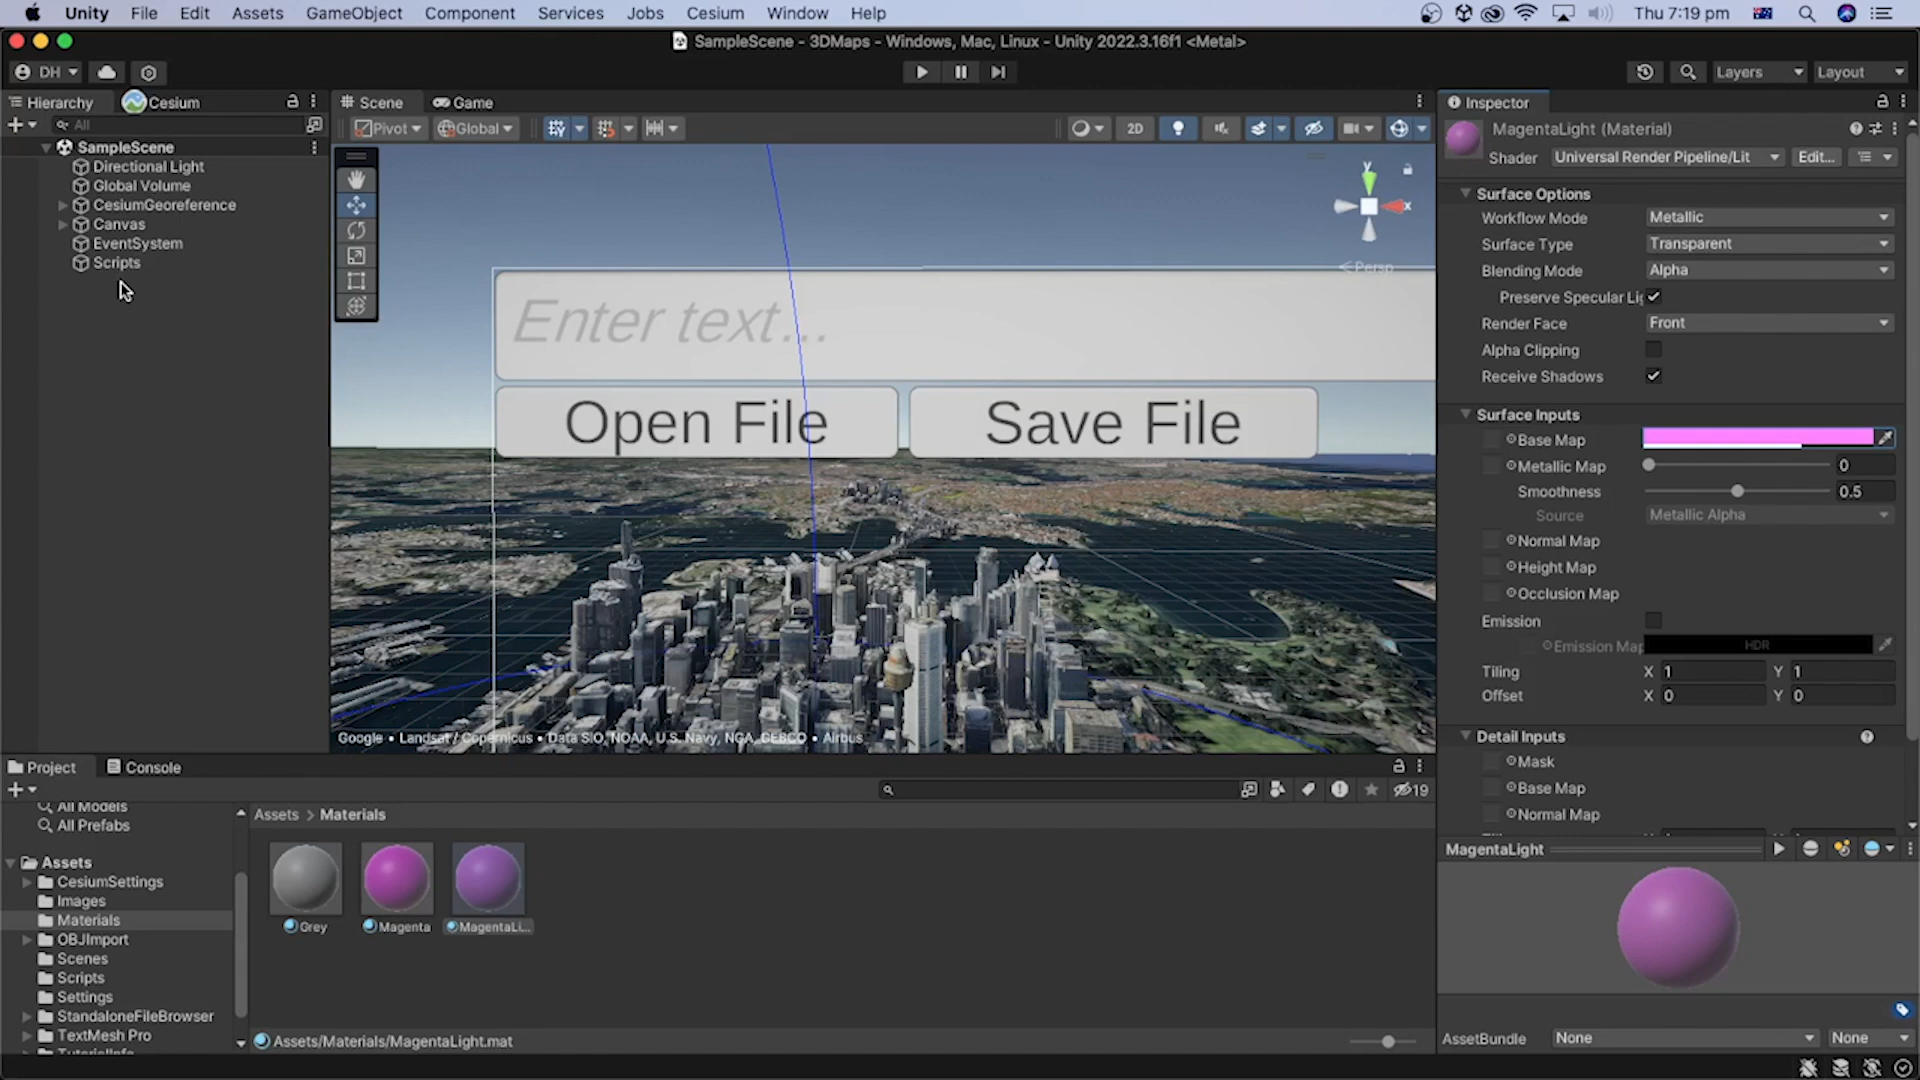 Unity File Edit Assets GameObject Component Services Jobs Cesium Window Help Thu 7:19 pm
SampleScene - 3DMaps - Windows, Mac, Linux - Unity 2022.3.16f1 <Metal>
DH Layers Layout
Hierarchy Cesium
All
SampleScene
Directional Light
Global Volume
CesiumGeoreference
Canvas
EventSystem
Scripts
Scene Game
Pivot Global 2D
y
x
Persp
Enter text...
Open File Save File
Google • Landsat / Copernicus • Data SIO, NOAA, U.S. Navy, NGA, GEBCO • Airbus
Inspector
MagentaLight (Material)
Shader Universal Render Pipeline/Lit Edit...
Surface Options
Workflow Mode Metallic
Surface Type Transparent
Blending Mode Alpha
Preserve Specular Lig
Render Face Front
Alpha Clipping
Receive Shadows
Surface Inputs
Base Map
Metallic Map 0
Smoothness 0.5
Source Metallic Alpha
Normal Map
Height Map
Occlusion Map
Emission
Emission Map HDR
Tiling X 1 Y 1
Offset X 0 Y 0
Detail Inputs
Mask
Base Map
Normal Map
MagentaLight
AssetBundle None None
Project Console
19
All Models
All Prefabs
Assets
CesiumSettings
Images
Materials
OBJImport
Scenes
Scripts
Settings
StandaloneFileBrowser
TextMesh Pro
TutorialInfo
Assets > Materials
Grey Magenta MagentaLi...
Assets/Materials/MagentaLight.mat